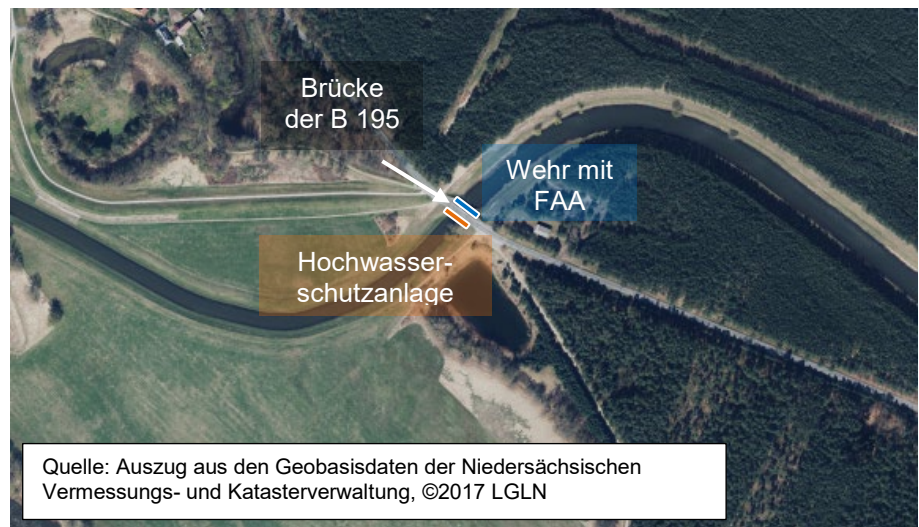 Brücke
der B 195
Wehr mit
FAA
Hochwasser-
schutzanlage
Quelle: Auszug aus den Geobasisdaten der Niedersächsischen
Vermessungs- und Katasterverwaltung, ©2017 LGLN